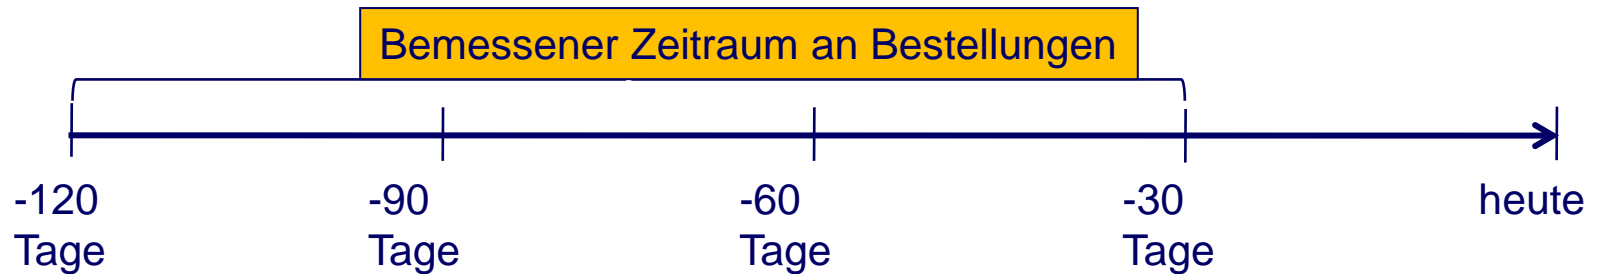 Bemessener Zeitraum an Bestellungen
-120 -90 -60 -30 heute
Tage Tage Tage Tage